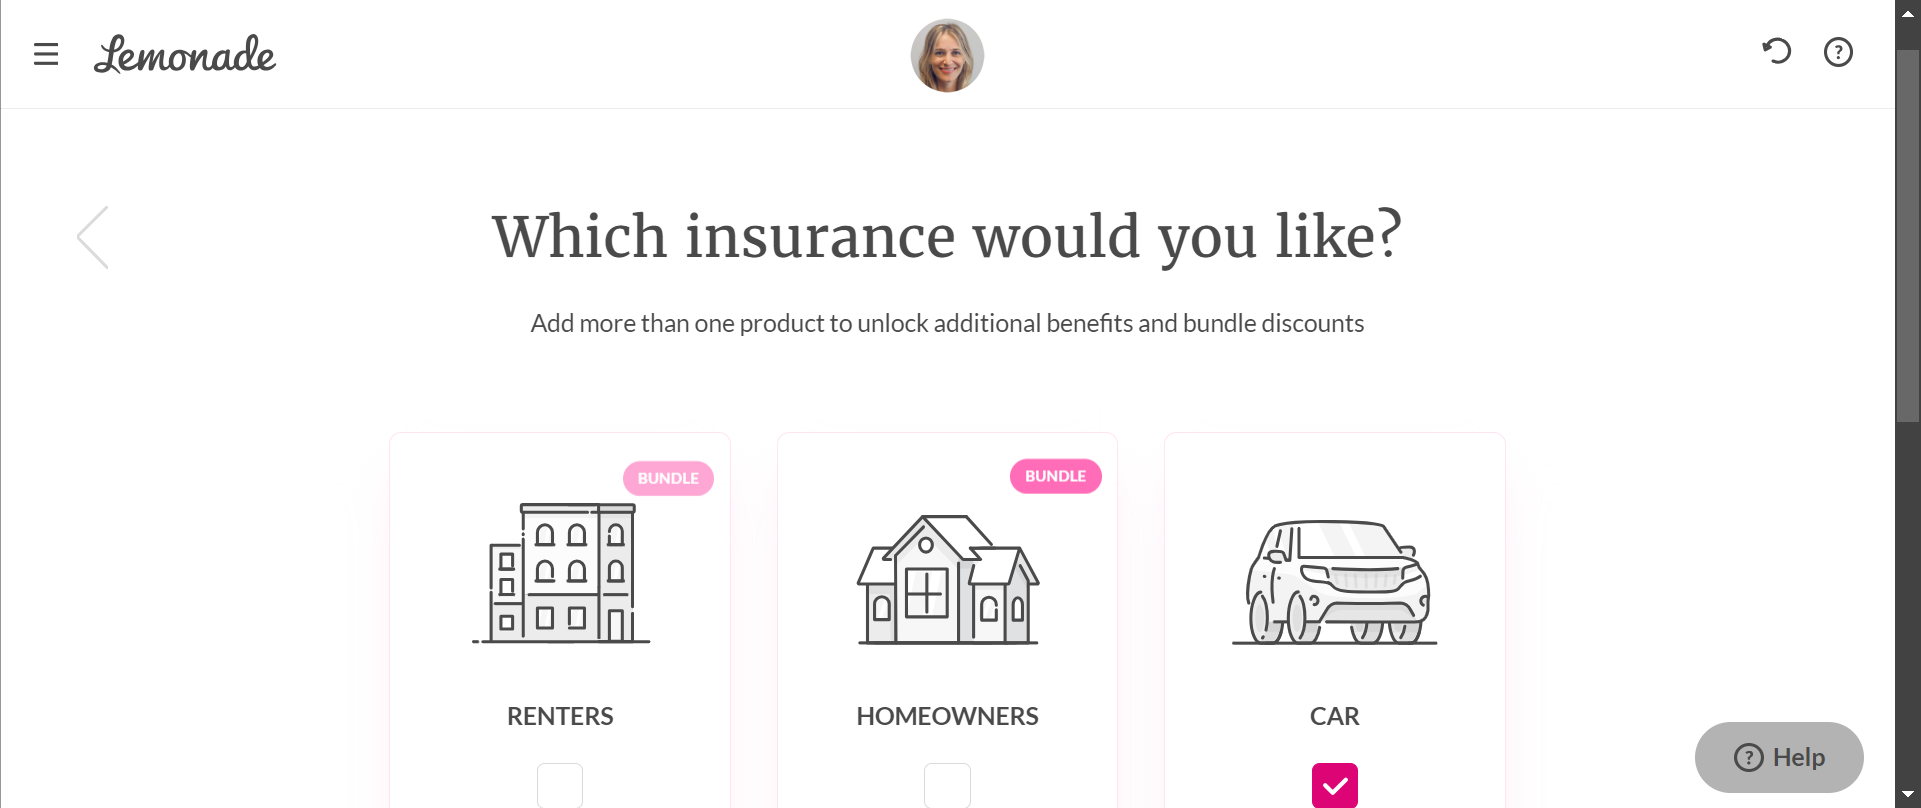 Lemonade
Which insurance would you like?
Add more than one product to unlock additional benefits and bundle discounts
BUNDLE
BUNDLE
RENTERS
HOMEOWNERS
CAR
? Help